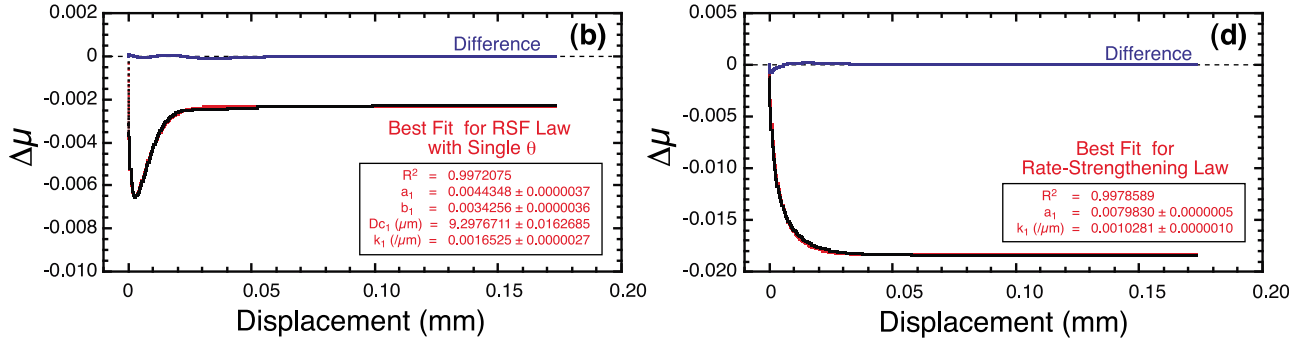 (b)
Difference
0
-0.002
-0.004
-0.006
-0.008
-0.010
Δμ
Best Fit for RSF Law
with Single θ
R² = 0.9972075
a₁ = 0.0044348 ± 0.0000037
b₁ = 0.0034256 ± 0.0000036
Dc₁ (μm) = 9.2976711 ± 0.0162685
k₁ (/μm) = 0.0016525 ± 0.0000027
0 0.05 0.10 0.15 0.20
Displacement (mm)
(d)
Difference
0.005
0
-0.005
-0.010
-0.015
-0.020
Δμ
Best Fit for
Rate-Strengthening Law
R² = 0.9978589
a₁ = 0.0079830 ± 0.0000005
k₁ (/μm) = 0.0010281 ± 0.0000010
0 0.05 0.10 0.15 0.20
Displacement (mm)